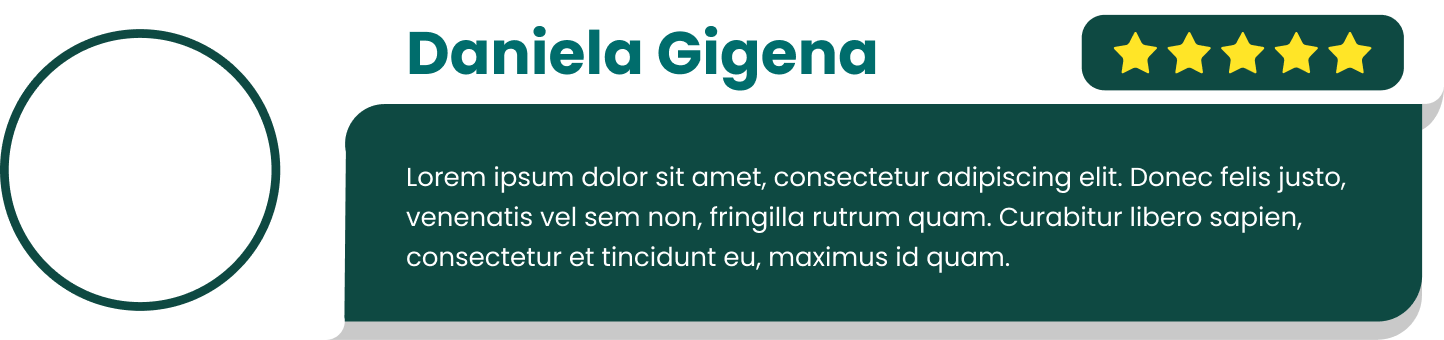 Daniela Gigena
Lorem ipsum dolor sit amet, consectetur adipiscing elit. Donec felis justo,
venenatis vel sem non, fringilla rutrum quam. Curabitur libero sapien,
consectetur et tincidunt eu, maximus id quam.